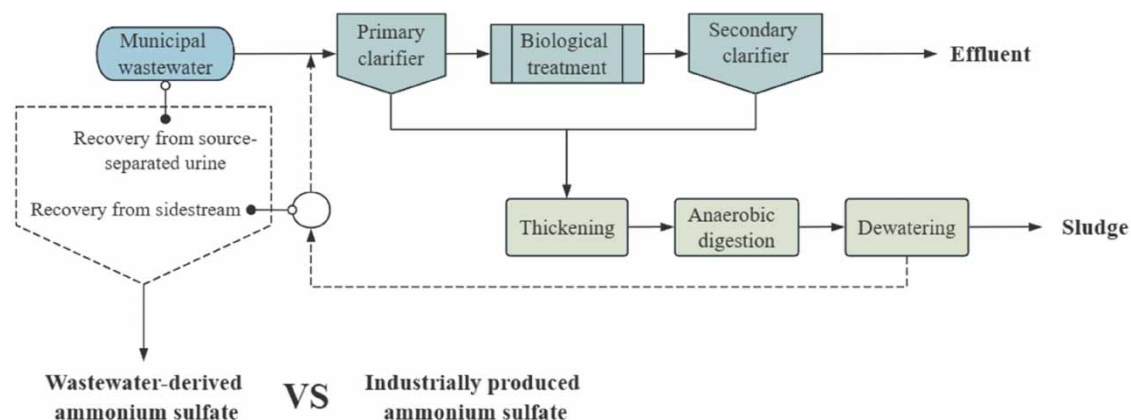 Municipal
wastewater
Primary
clarifier
Biological
treatment
Secondary
clarifier
Effluent
Recovery from source-
separated urine
Recovery from sidestream
Thickening
Anaerobic
digestion
Dewatering
Sludge
Wastewater-derived
ammonium sulfate
VS
Industrially produced
ammonium sulfate